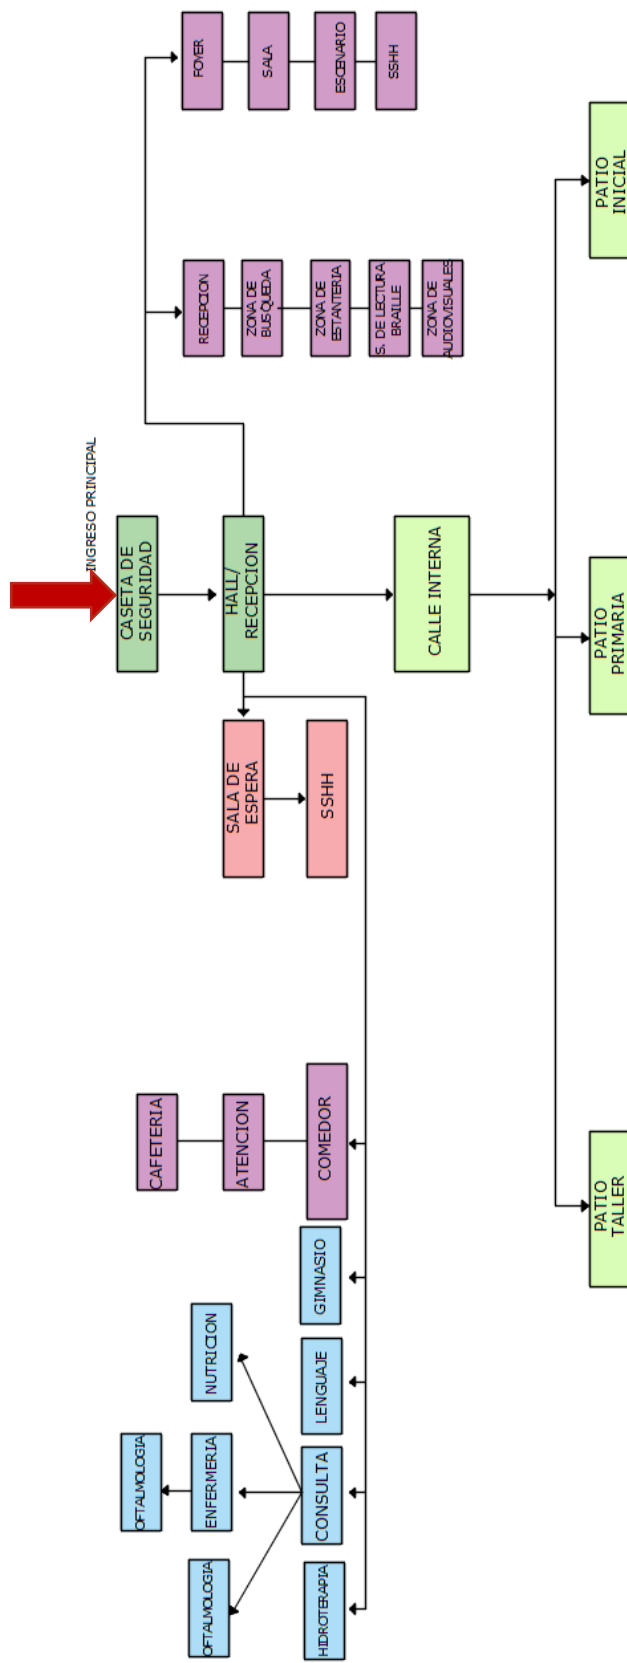 INGRESO PRINCIPAL
CASETA DE
SEGURIDAD
HALL/
RECEPCION
CALLE INTERNA
FOYER
SALA
ESCENARIO
SSHH
RECEPCION
ZONA DE
BUSQUEDA
ZONA DE
ESTANTERIA
S. DE LECTURA
BRAILLE
ZONA DE
AUDIOVISUALES
SALA DE
ESPERA
SSHH
CAFETERIA
ATENCION
COMEDOR
GIMNASIO
LENGUAJE
CONSULTA
HIDROTERAPIA
NUTRICION
ENFERMERIA
OFTALMOLOGIA
OFTALMOLOGIA
PATIO
TALLER
PATIO
PRIMARIA
PATIO
INICIAL